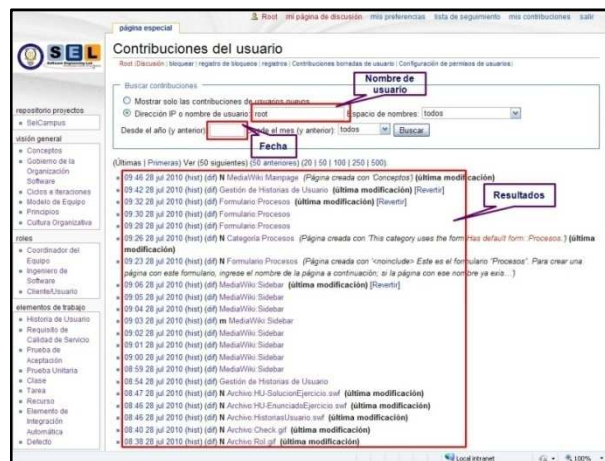 Root mi página de discusión mis preferencias lista de seguimiento mis contribuciones salir
página especial
SEL
Contribuciones del usuario
Root (Discusión | bloquear | registro de bloqueos | registros | Contribuciones borradas de usuario | Configuración de permisos de usuarios)
Buscar contribuciones
Nombre de usuario
Mostrar solo las contribuciones de usuarios nuevos
Dirección IP o nombre de usuario: root Espacio de nombres: todos
Desde el año (y anterior): desde el mes (y anterior): todos Buscar
Fecha
(Últimas | Primeras) Ver (50 siguientes) (50 anteriores) (20 | 50 | 100 | 250 | 500).
Resultados
09:46 28 jul 2010 (hist) (dif) N MediaWiki:Mainpage (Página creada con 'Conceptos') (última modificación)
09:42 28 jul 2010 (hist) (dif) Gestión de Historias de Usuario (última modificación) [Revertir]
09:32 28 jul 2010 (hist) (dif) Formulario:Procesos (última modificación) [Revertir]
09:30 28 jul 2010 (hist) (dif) Formulario:Procesos
09:28 28 jul 2010 (hist) (dif) Formulario:Procesos
09:26 28 jul 2010 (hist) (dif) N Categoría:Procesos (Página creada con 'This category uses the form Has default form::Procesos.') (última
modificación)
09:23 28 jul 2010 (hist) (dif) N Formulario:Procesos (Página creada con '<noinclude> Este es el formulario "Procesos". Para crear una
página con este formulario, ingrese el nombre de la página a continuación; si la página con ese nombre ya exis...')
09:06 28 jul 2010 (hist) (dif) MediaWiki:Sidebar (última modificación) [Revertir]
09:05 28 jul 2010 (hist) (dif) MediaWiki:Sidebar
09:04 28 jul 2010 (hist) (dif) MediaWiki:Sidebar
09:03 28 jul 2010 (hist) (dif) m MediaWiki:Sidebar
09:02 28 jul 2010 (hist) (dif) MediaWiki:Sidebar
09:01 28 jul 2010 (hist) (dif) MediaWiki:Sidebar
09:00 28 jul 2010 (hist) (dif) MediaWiki:Sidebar
08:59 28 jul 2010 (hist) (dif) MediaWiki:Sidebar
08:54 28 jul 2010 (hist) (dif) Gestión de Historias de Usuario
08:47 28 jul 2010 (hist) (dif) N Archivo:HU-SolucionEjercicio.swf (última modificación)
08:46 28 jul 2010 (hist) (dif) N Archivo:HU-EnunciadoEjercicio.swf (última modificación)
08:46 28 jul 2010 (hist) (dif) N Archivo:HistoriasUsuario.swf (última modificación)
08:40 28 jul 2010 (hist) (dif) N Archivo:Check.gif (última modificación)
08:38 28 jul 2010 (hist) (dif) N Archivo:Rol.gif (última modificación)
repositorio proyectos
SelCampus
visión general
Conceptos
Gobierno de la
Organización
Software
Ciclos e Iteraciones
Modelo de Equipo
Principios
Cultura Organizativa
roles
Coordinador del
Equipo
Ingeniero de
Software
Cliente/Usuario
elementos de trabajo
Historia de Usuario
Requisito de
Calidad de Servicio
Prueba de
Aceptación
Prueba Unitaria
Clase
Tarea
Recurso
Elemento de
Integración
Automática
Defecto
Local intranet 100%